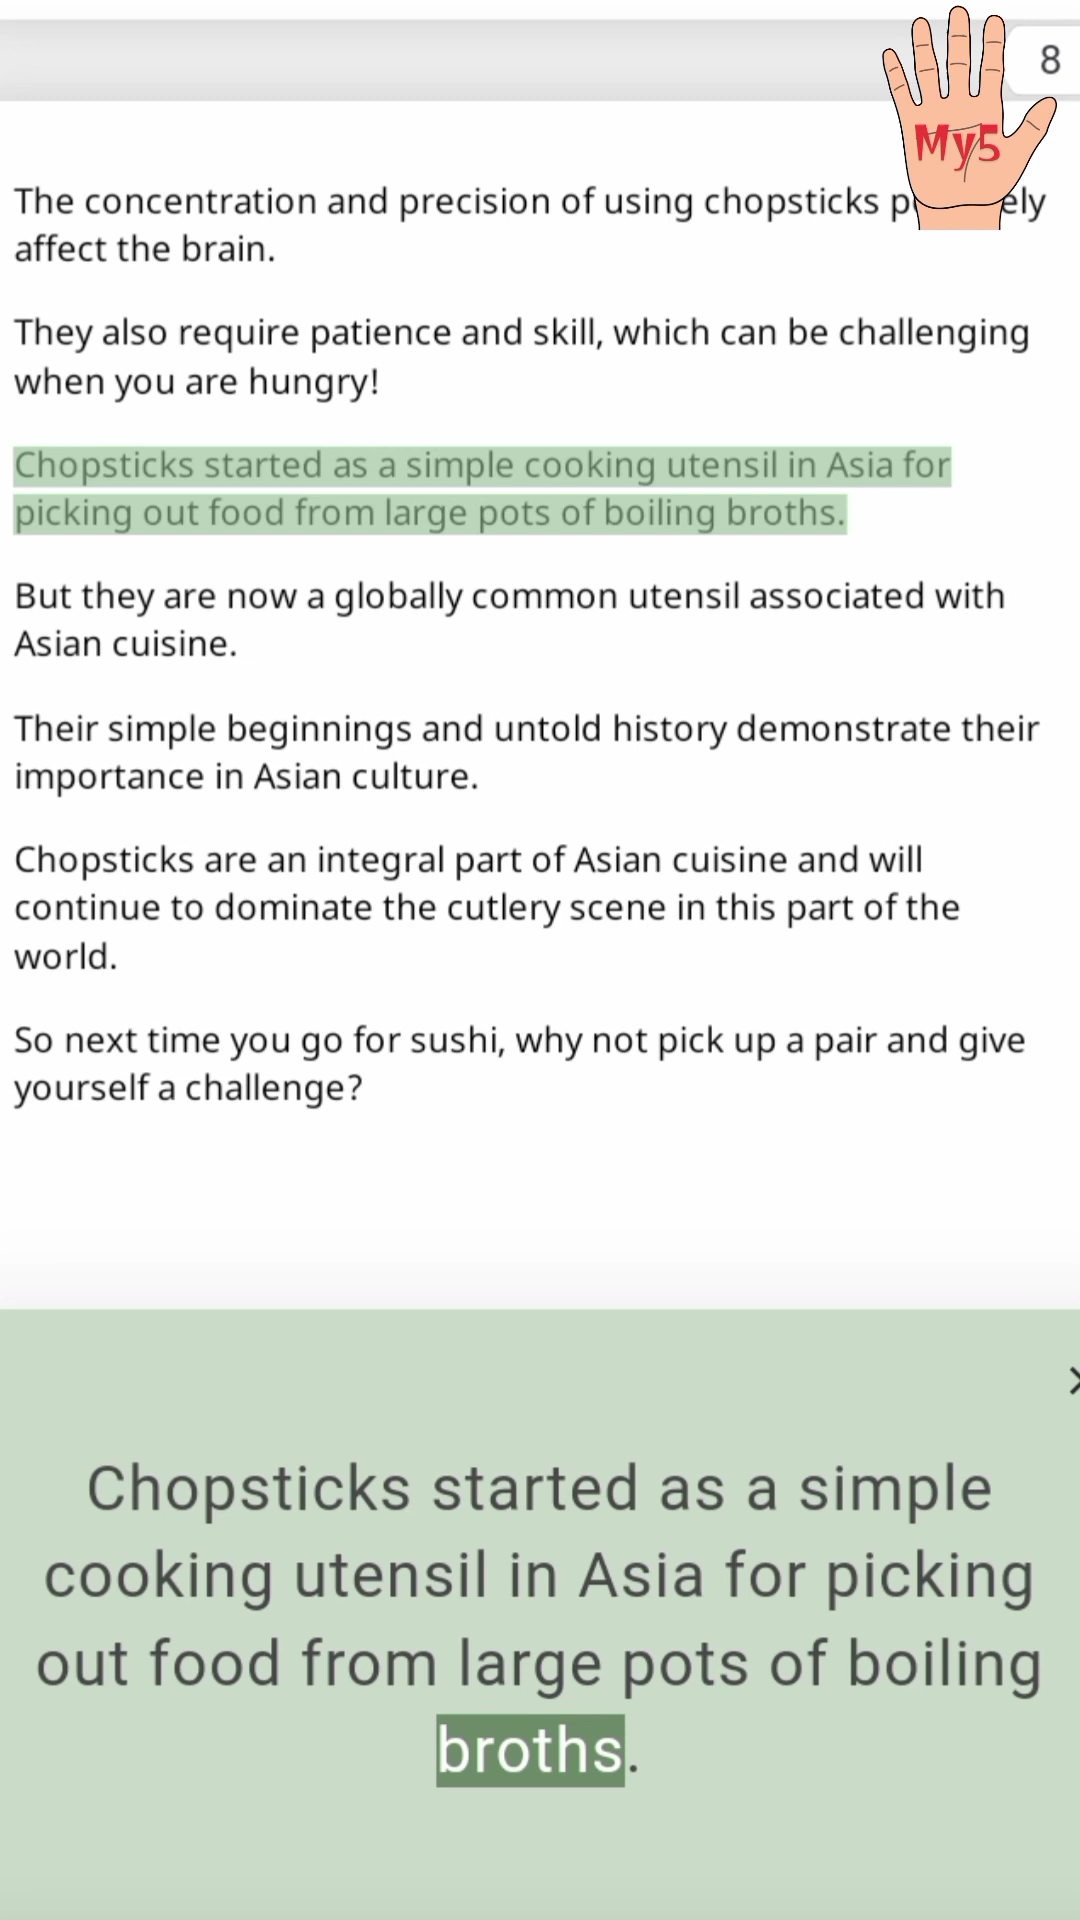 8
My5
The concentration and precision of using chopsticks
affect the brain.
They also require patience and skill, which can be challenging
when you are hungry!
Chopsticks started as a simple cooking utensil in Asia for
picking out food from large pots of boiling broths.
But they are now a globally common utensil associated with
Asian cuisine.
Their simple beginnings and untold history demonstrate their
importance in Asian culture.
Chopsticks are an integral part of Asian cuisine and will
continue to dominate the cutlery scene in this part of the
world.
So next time you go for sushi, why not pick up a pair and give
yourself a challenge?
Chopsticks started as a simple
cooking utensil in Asia for picking
out food from large pots of boiling
broths.